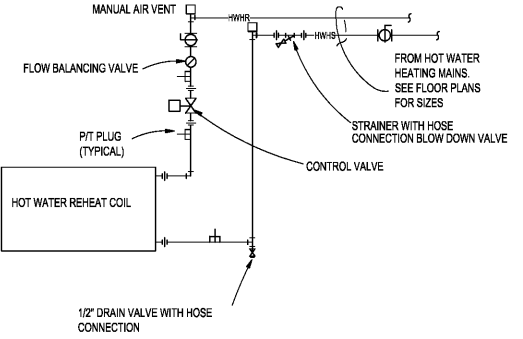 MANUAL AIR VENT
HWHR
HWHS
FLOW BALANCING VALVE
FROM HOT WATER
HEATING MAINS.
SEE FLOOR PLANS
FOR SIZES
P/T PLUG
(TYPICAL)
STRAINER WITH HOSE
CONNECTION BLOW DOWN VALVE
CONTROL VALVE
HOT WATER REHEAT COIL
1/2" DRAIN VALVE WITH HOSE
CONNECTION